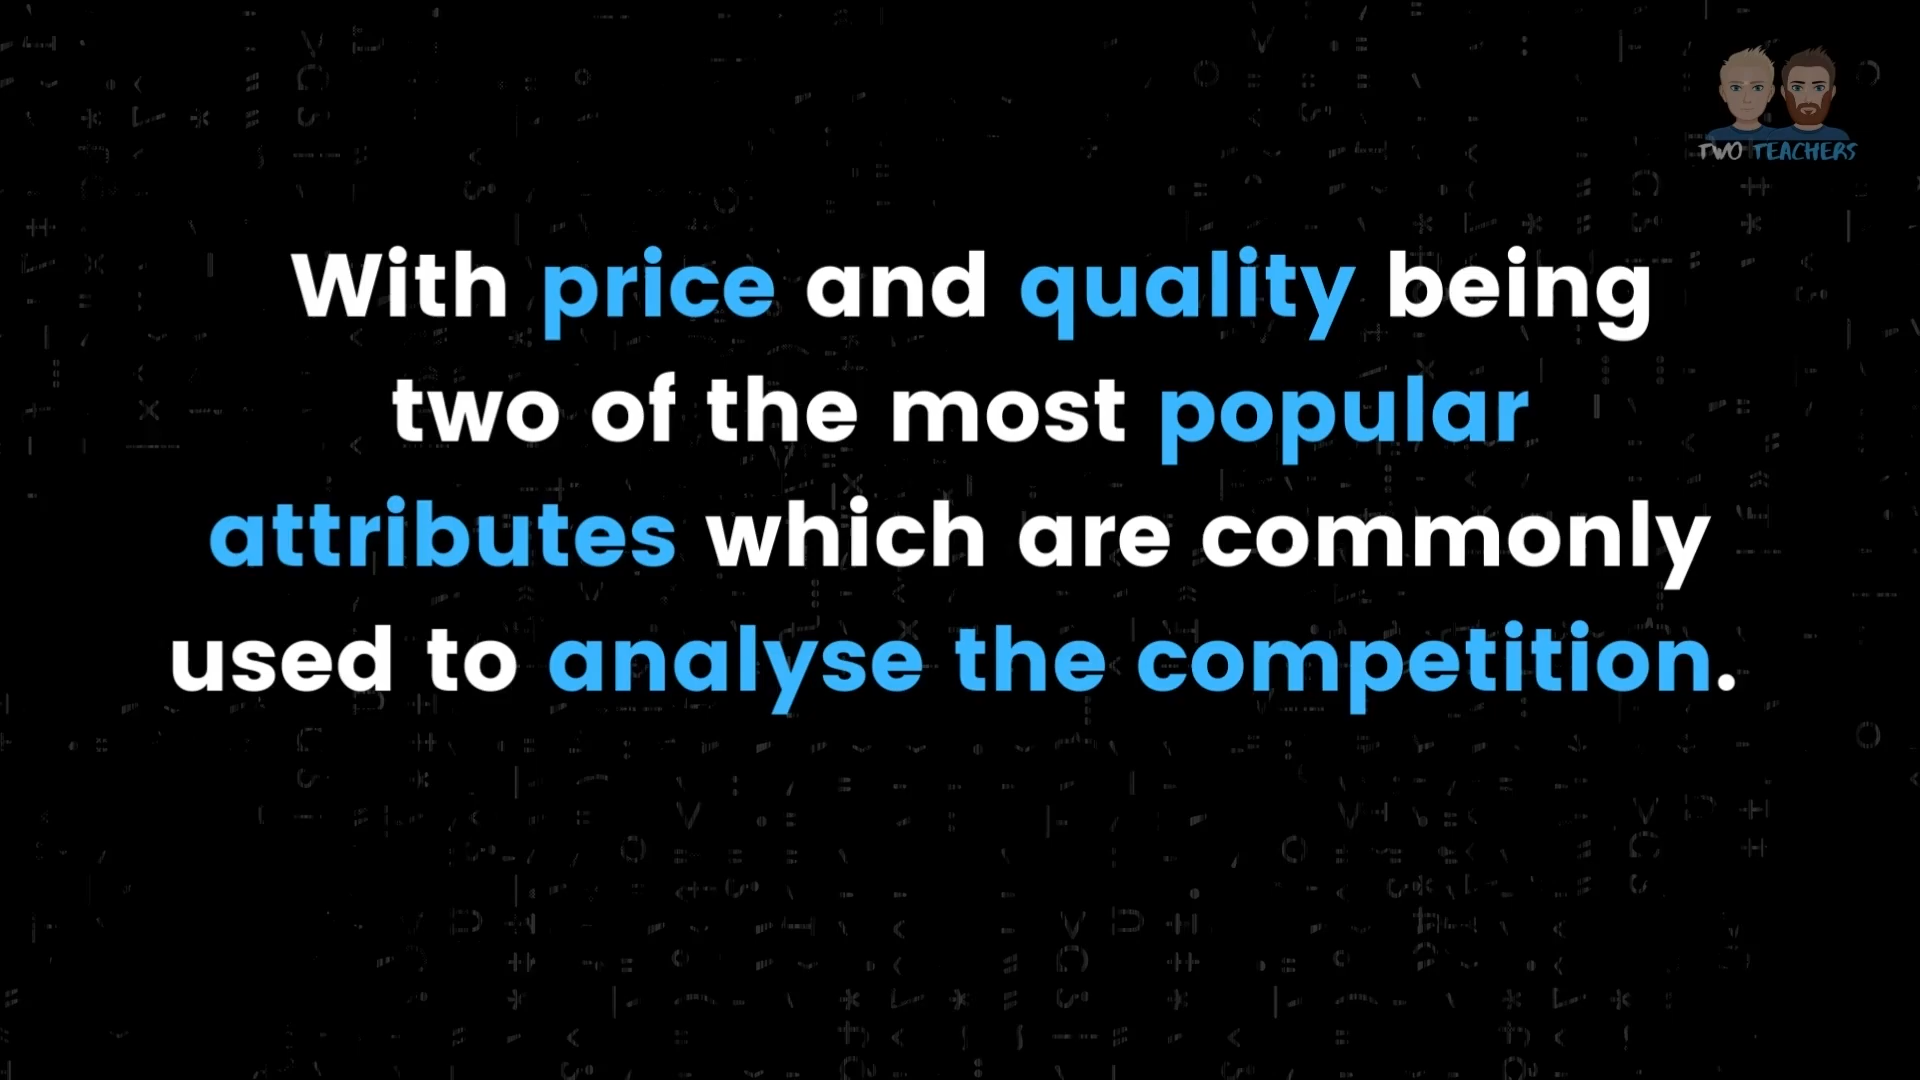 TWO TEACHERS
With price and quality being
two of the most popular
attributes which are commonly
used to analyse the competition.